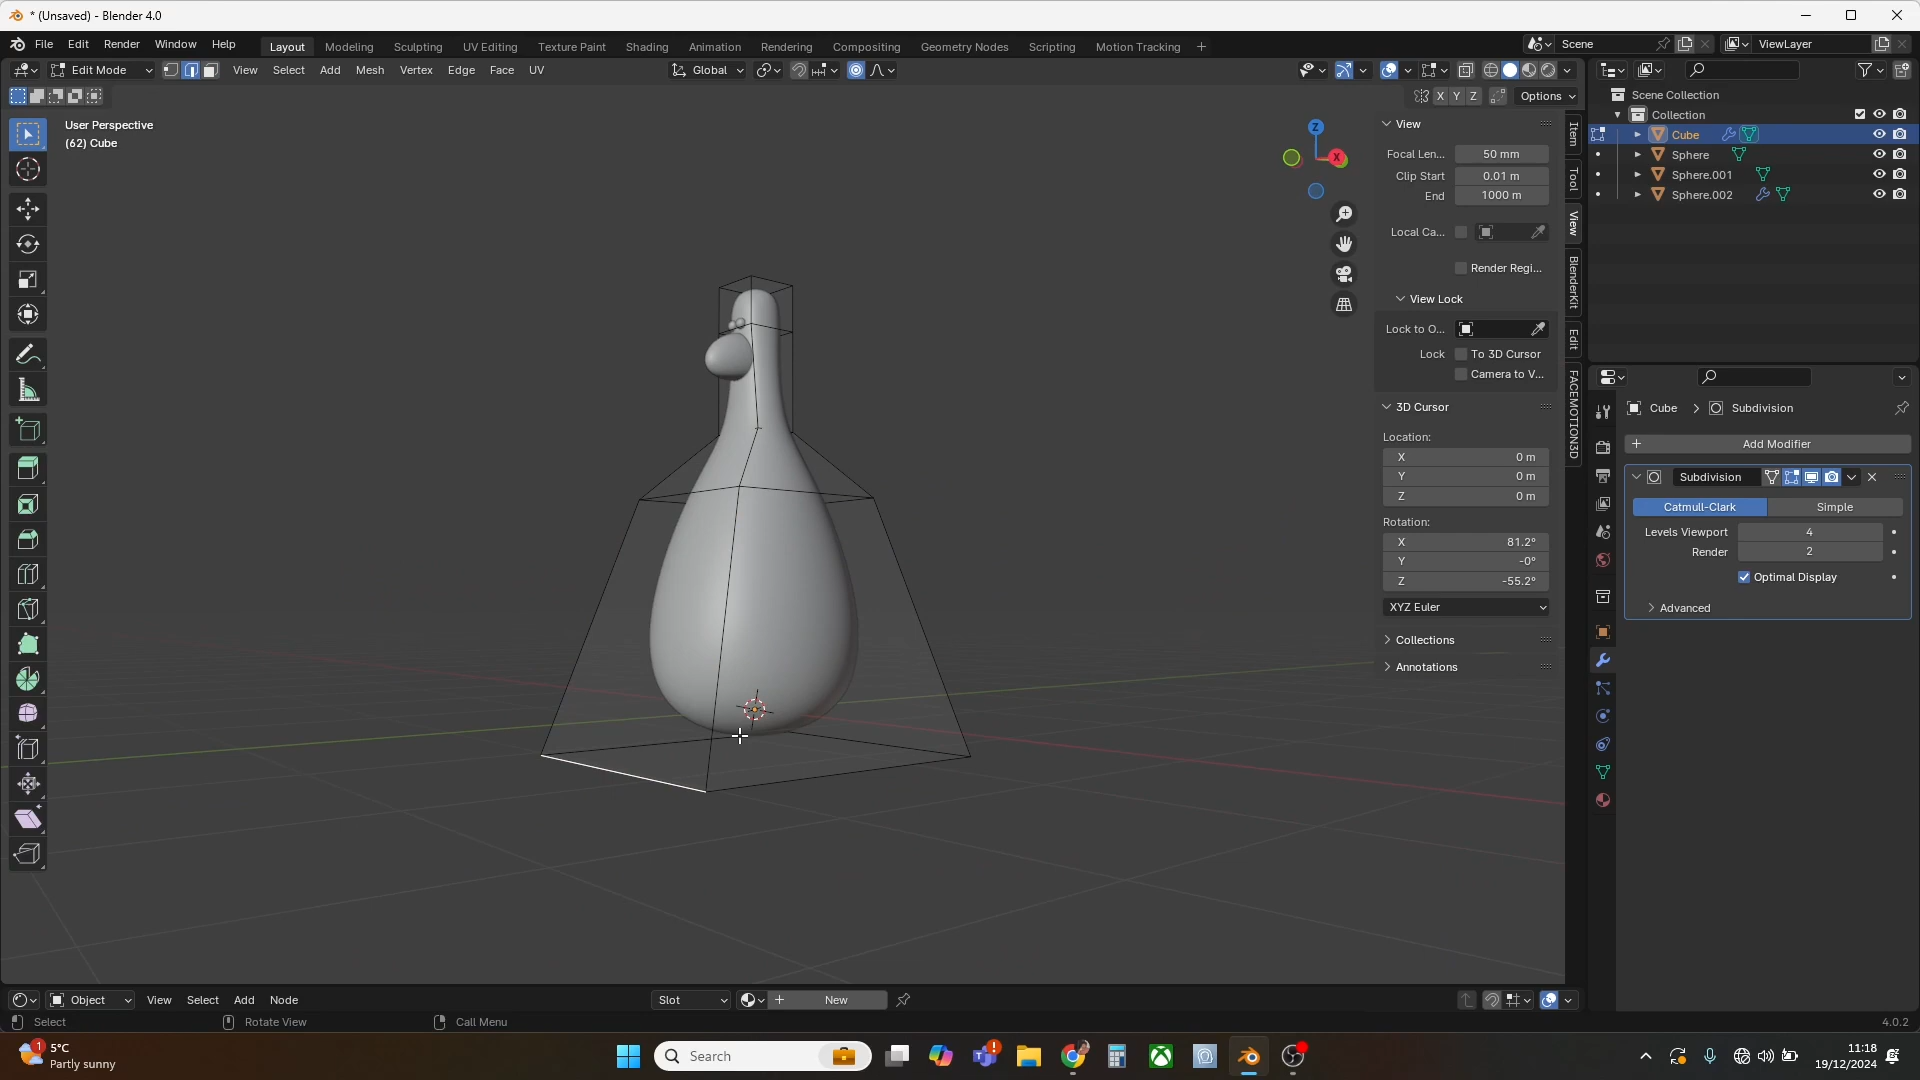 * (Unsaved) - Blender 4.0
File Edit Render Window Help Layout Modeling Sculpting UV Editing Texture Paint Shading Animation Rendering Compositing Geometry Nodes Scripting Motion Tracking + Scene ViewLayer
Edit Mode View Select Add Mesh Vertex Edge Face UV Global
X Y Z Options
User Perspective
(62) Cube
Z
X
View
Focal Len... 50 mm
Clip Start 0.01 m
End 1000 m
Local Ca...
Render Regi...
View Lock
Lock to O...
Lock To 3D Cursor
Camera to V...
3D Cursor
Location:
X 0 m
Y 0 m
Z 0 m
Rotation:
X 81.2°
Y -0°
Z -55.2°
XYZ Euler
Collections
Annotations
Item
Tool
View
BlenderKit
Edit
FACEMOTION3D
Scene Collection
Collection
Cube
Sphere
Sphere.001
Sphere.002
Cube > Subdivision
+ Add Modifier
Subdivision
Catmull-Clark Simple
Levels Viewport 4
Render 2
Optimal Display
Advanced
Object View Select Add Node Slot + New
Select Rotate View Call Menu 4.0.2
1
5°C
Partly sunny
Search
11:18
19/12/2024